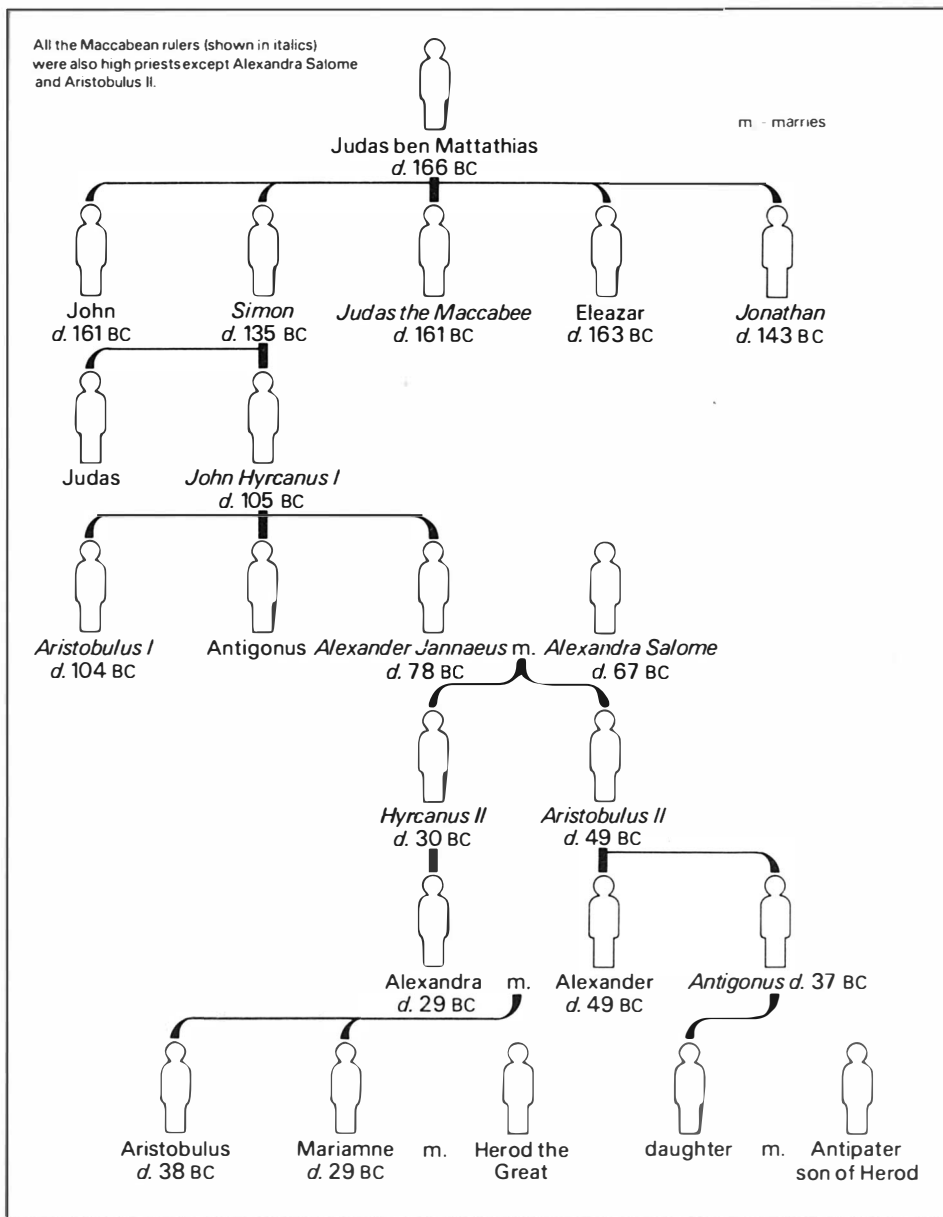 All the Maccabean rulers (shown in italics)
were also high priests except Alexandra Salome
and Aristobulus II.
m - marries
Judas ben Mattathias
d. 166 BC
John
d. 161 BC
Simon
d. 135 BC
Judas the Maccabee
d. 161 BC
Eleazar
d. 163 BC
Jonathan
d. 143 BC
Judas
John Hyrcanus I
d. 105 BC
Aristobulus I
d. 104 BC
Antigonus
Alexander Jannaeus m. Alexandra Salome
d. 78 BC
d. 67 BC
Hyrcanus II
d. 30 BC
Aristobulus II
d. 49 BC
Alexandra m. Alexander
d. 29 BC
d. 49 BC
Antigonus d. 37 BC
Aristobulus
d. 38 BC
Mariamne m. Herod the
d. 29 BC
Great
daughter m. Antipater
son of Herod